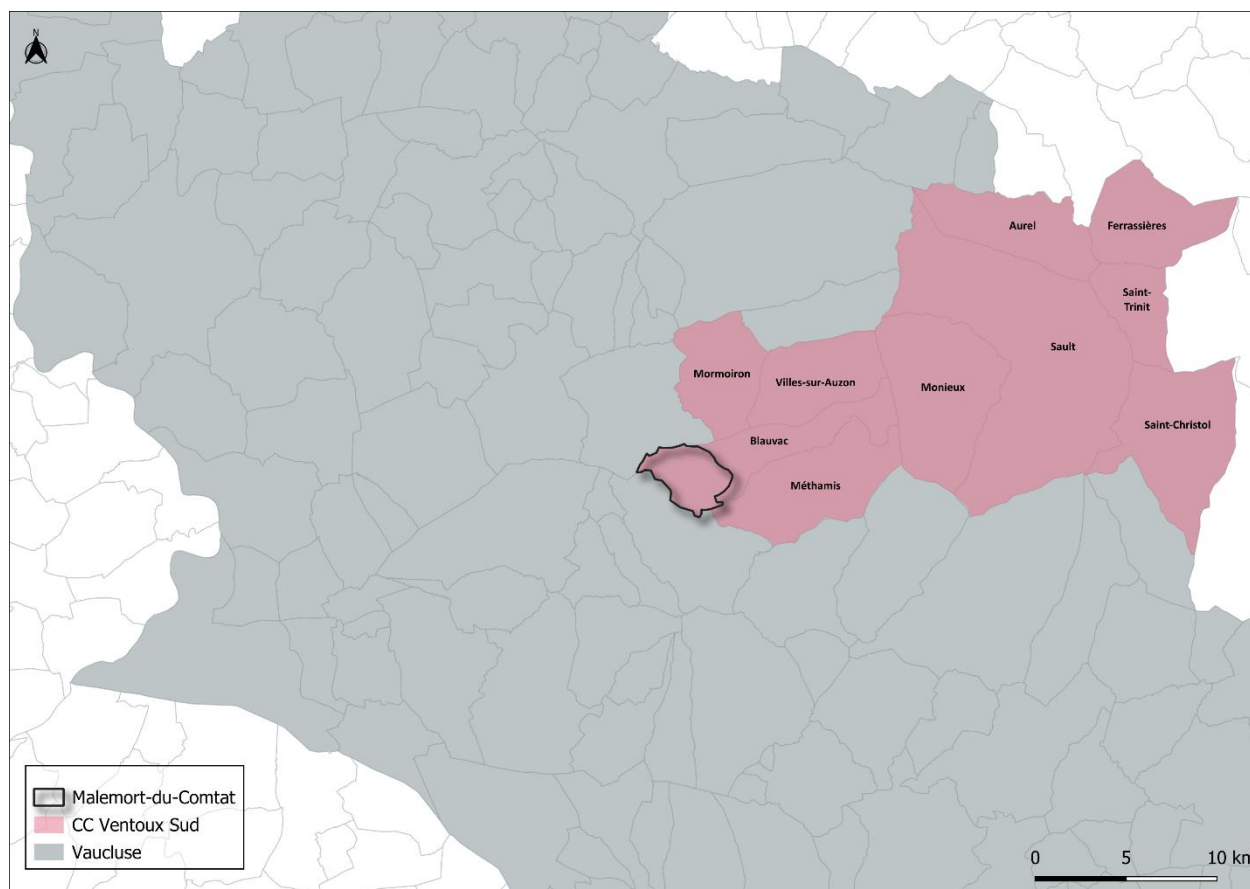 N
Aurel
Ferrassières
Saint-
Trinit
Sault
Mormoiron
Villes-sur-Auzon
Monieux
Saint-Christol
Blauvac
Méthamis
Malemort-du-Comtat
CC Ventoux Sud
Vaucluse
0 5 10 km